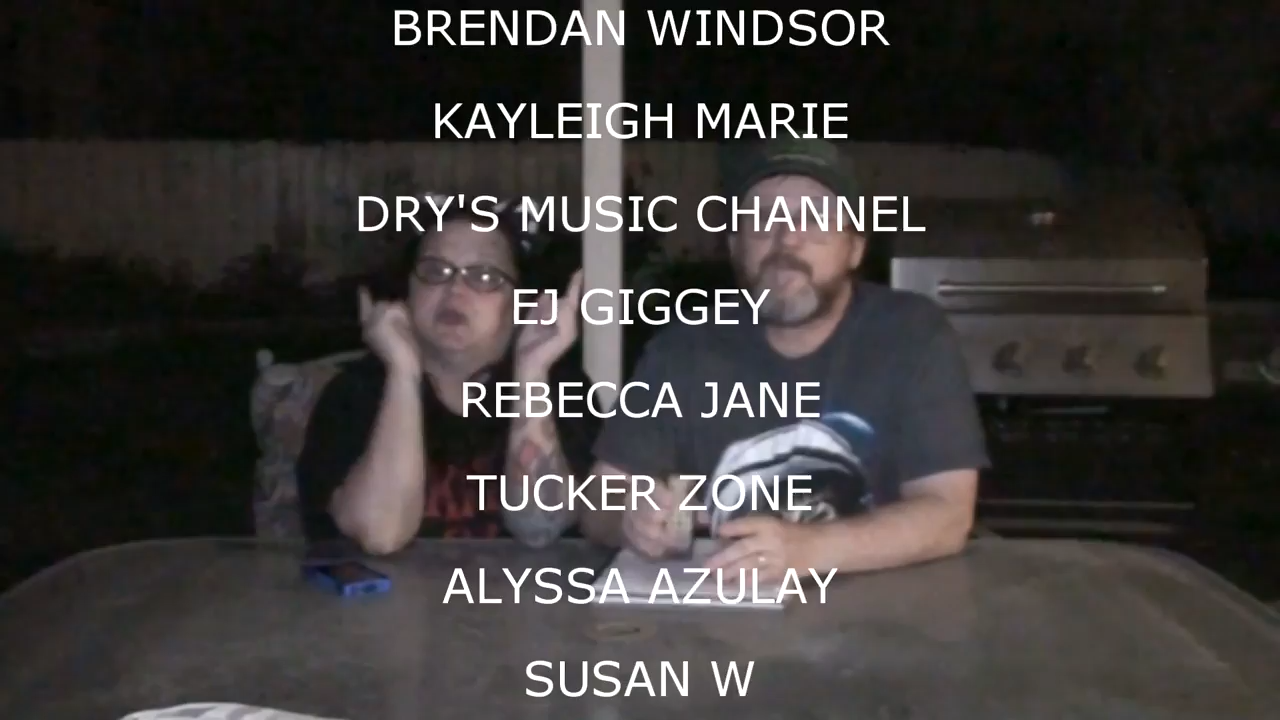 BRENDAN WINDSOR
KAYLEIGH MARIE
DRY'S MUSIC CHANNEL
EJ GIGGEY
REBECCA JANE
TUCKER ZONE
ALYSSA AZULAY
SUSAN W